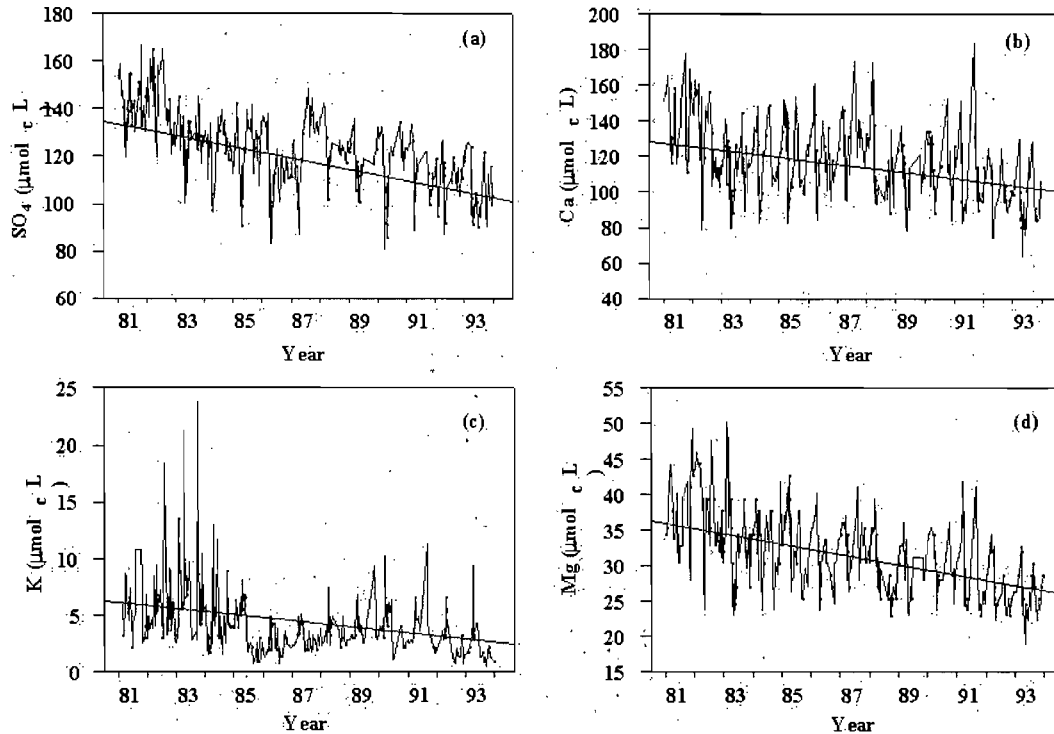 (a)
SO4 (μmol c L )
180
160
140
120
100
80
60
81 83 85 87 89 91 93
Year
(b)
Ca (μmol c L)
200
180
160
140
120
100
80
60
40
81 83 85 87 89 91 93
Year
(c)
K (μmol c L )
25
20
15
10
5
0
81 83 85 87 89 91 93
Year
(d)
Mg (μmol c L )
55
50
45
40
35
30
25
20
15
81 83 85 87 89 91 93
Year